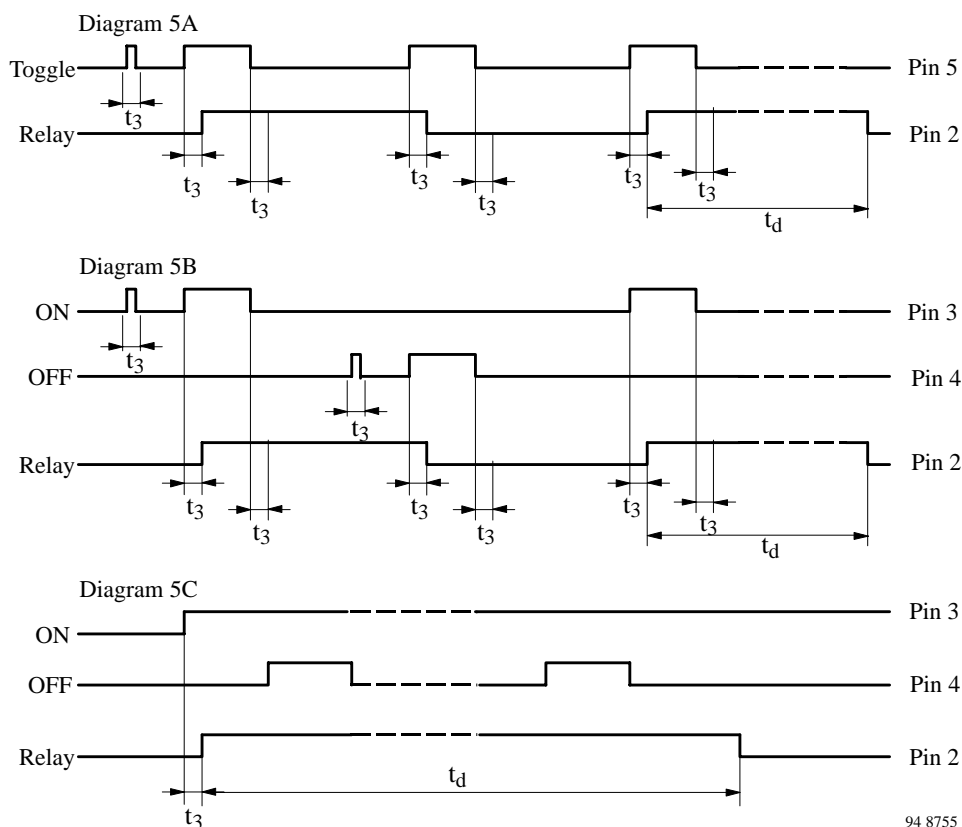 Diagram 5A
Toggle Pin 5
t3
Relay Pin 2
t3 t3 t3 t3 t3 t3
td
Diagram 5B
ON Pin 3
t3
OFF Pin 4
t3
Relay Pin 2
t3 t3 t3 t3 t3 t3
td
Diagram 5C
ON Pin 3
OFF Pin 4
Relay Pin 2
td
t3
94 8755